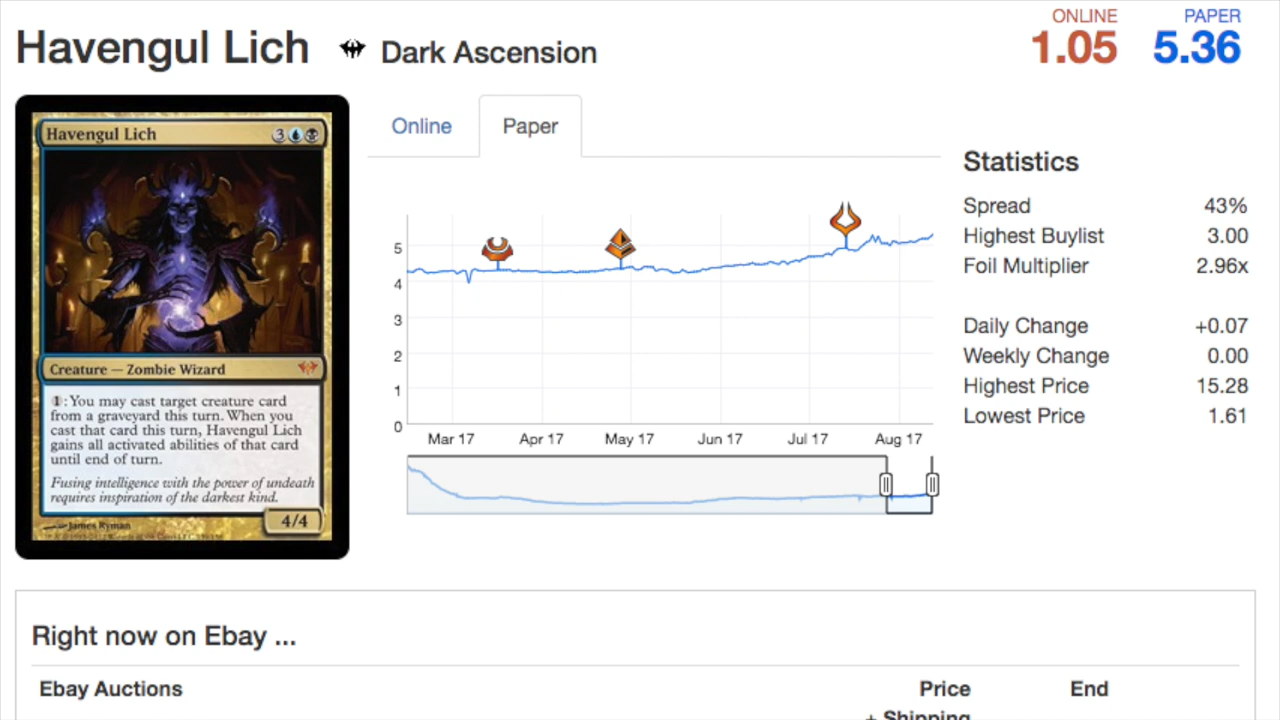 Havengul Lich Dark Ascension
ONLINE
1.05
PAPER
5.36
Havengul Lich 3
Creature — Zombie Wizard
1: You may cast target creature card
from a graveyard this turn. When you
cast that card this turn, Havengul Lich
gains all activated abilities of that card
until end of turn.
Fusing intelligence with the power of undeath
requires inspiration of the darkest kind.
4/4
James Ryman
Online
Paper
5
4
3
2
1
0
Mar 17 Apr 17 May 17 Jun 17 Jul 17 Aug 17
Statistics
Spread 43%
Highest Buylist 3.00
Foil Multiplier 2.96x
Daily Change +0.07
Weekly Change 0.00
Highest Price 15.28
Lowest Price 1.61
Right now on Ebay ...
Ebay Auctions Price End
+ Shipping